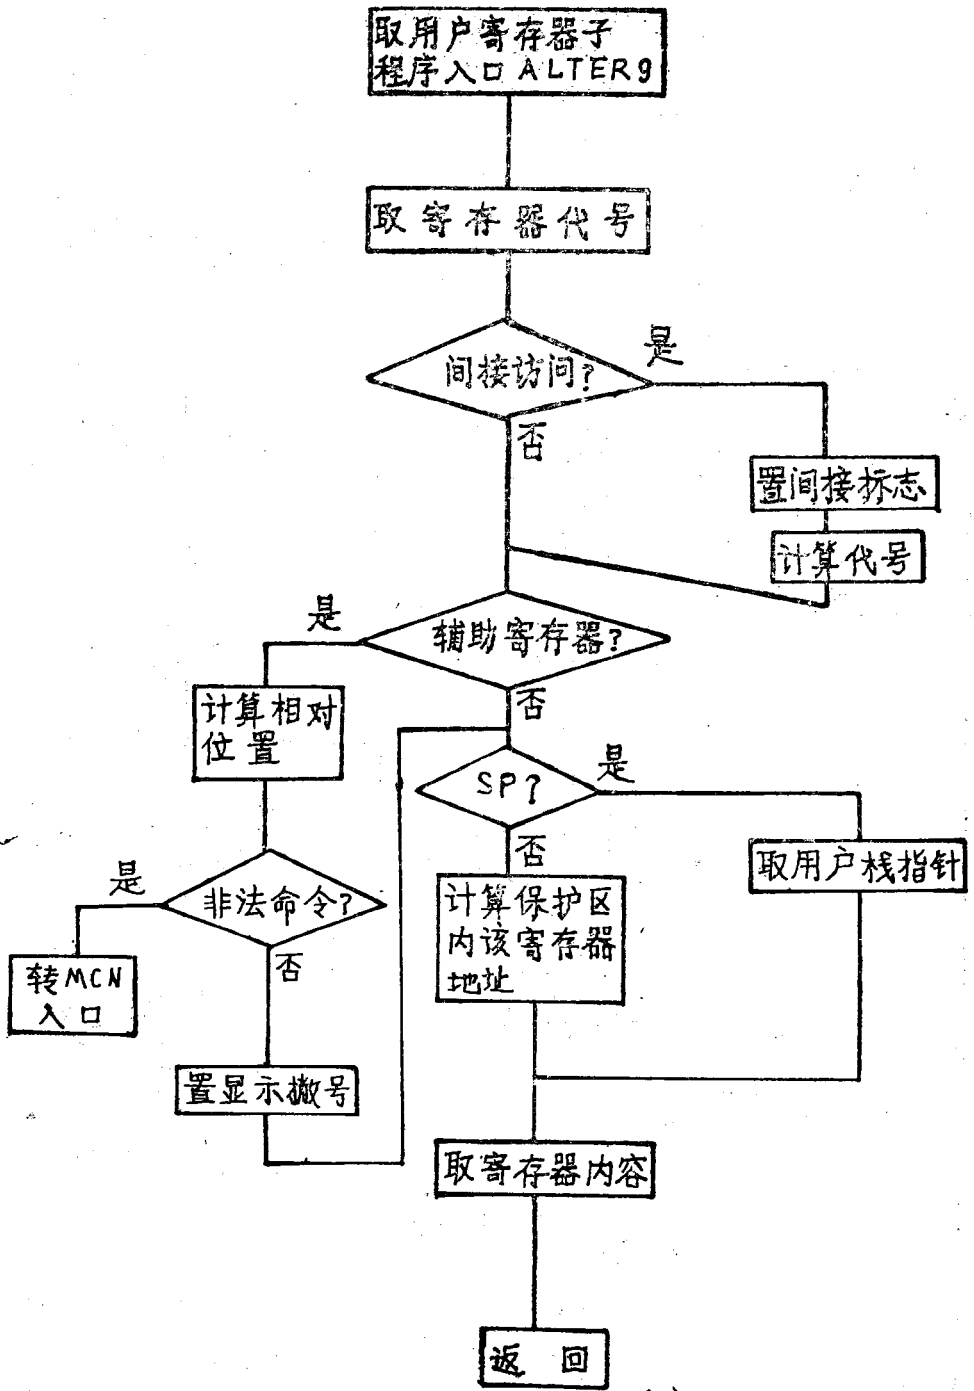 取用户寄存器子
程序入口ALTER9
取寄存器代号
间接访问?
是
否
置间接标志
计算代号
辅助寄存器?
是
否
计算相对
位置
SP?
是
否
取用户栈指针
非法命令?
是
否
计算保护区
内该寄存器
地址
转MCN
入口
置显示撇号
取寄存器内容
返回